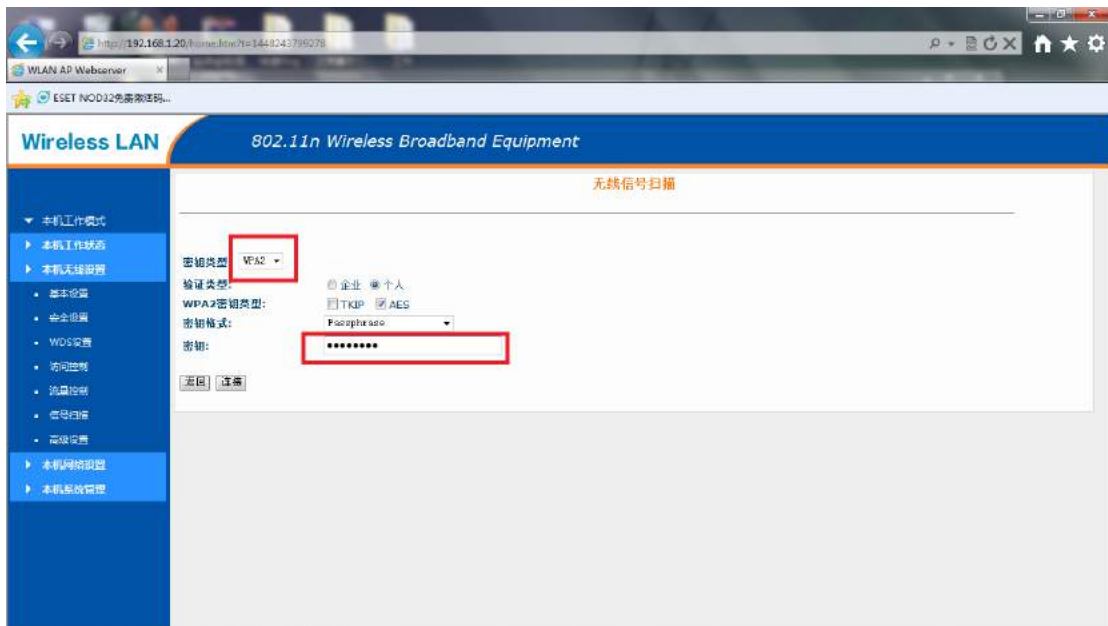 http://192.168.1.20/home.htm?t=1448243799278
WLAN AP Webserver
ESET NOD32免费激活码...
Wireless LAN
802.11n Wireless Broadband Equipment
无线信号扫描
本机工作模式
本机工作状态
本机无线设置
基本设置
安全设置
WDS设置
访问控制
流量控制
信号扫描
高级设置
本机网络设置
本机系统管理
密钥类型 WPA2
验证类型: 企业 个人
WPA2密钥类型: TKIP AES
密钥格式: Passphrase
密钥: ••••••••
返回 连接